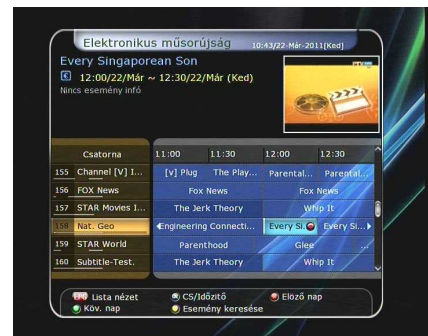 Elektronikus műsorújság 10:43/22-Már-2011[Ked]
Every Singaporean Son
12:00/22/Már ~ 12:30/22/Már (Ked)
Nincs esemény infó
Csatorna 11:00 11:30 12:00 12:30
155 Channel [V] I... [v] Plug The Play... Parental... Parental...
156 FOX News Fox News Fox News
157 STAR Movies I... The Jerk Theory Whip It
158 Nat. Geo Engineering Connecti... Every Si... Every Si...
159 STAR World Parenthood Glee ...
160 Subtitle-Test. The Jerk Theory Whip It
Lista nézet CS/Időzitő Előző nap
Köv. nap Esemény keresése